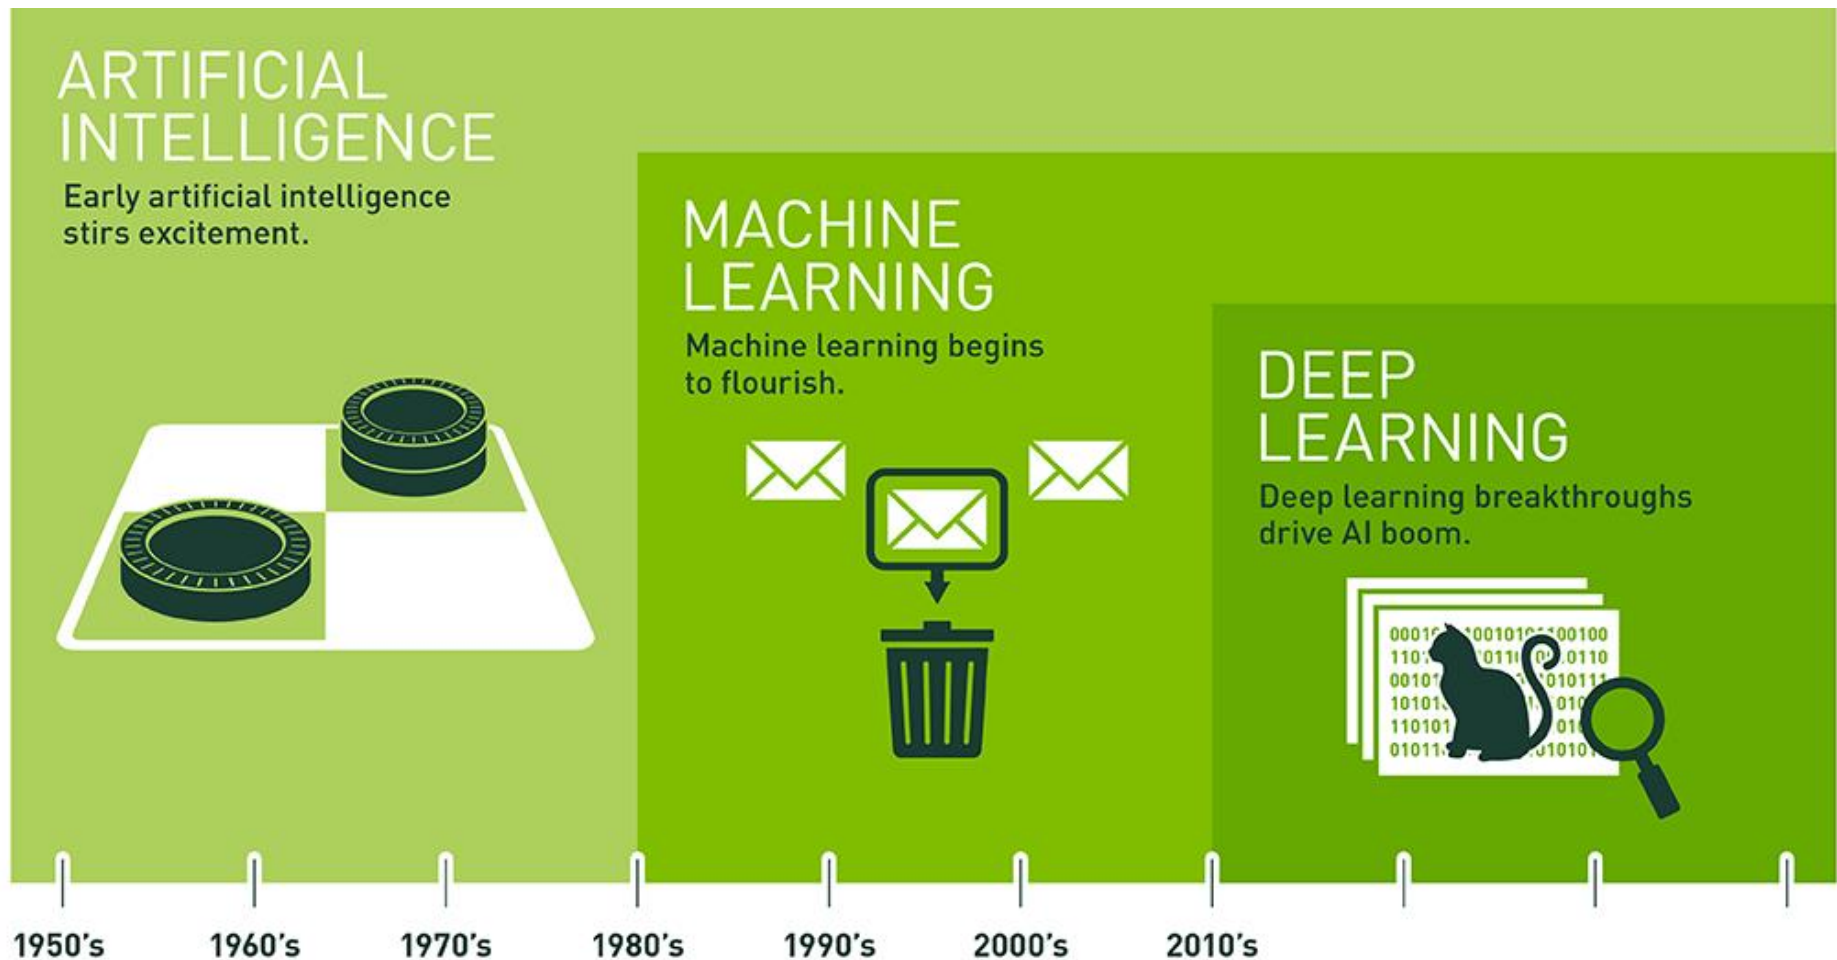 ARTIFICIAL
INTELLIGENCE
Early artificial intelligence
stirs excitement.
MACHINE
LEARNING
Machine learning begins
to flourish.
DEEP
LEARNING
Deep learning breakthroughs
drive AI boom.
1950's 1960's 1970's 1980's 1990's 2000's 2010's